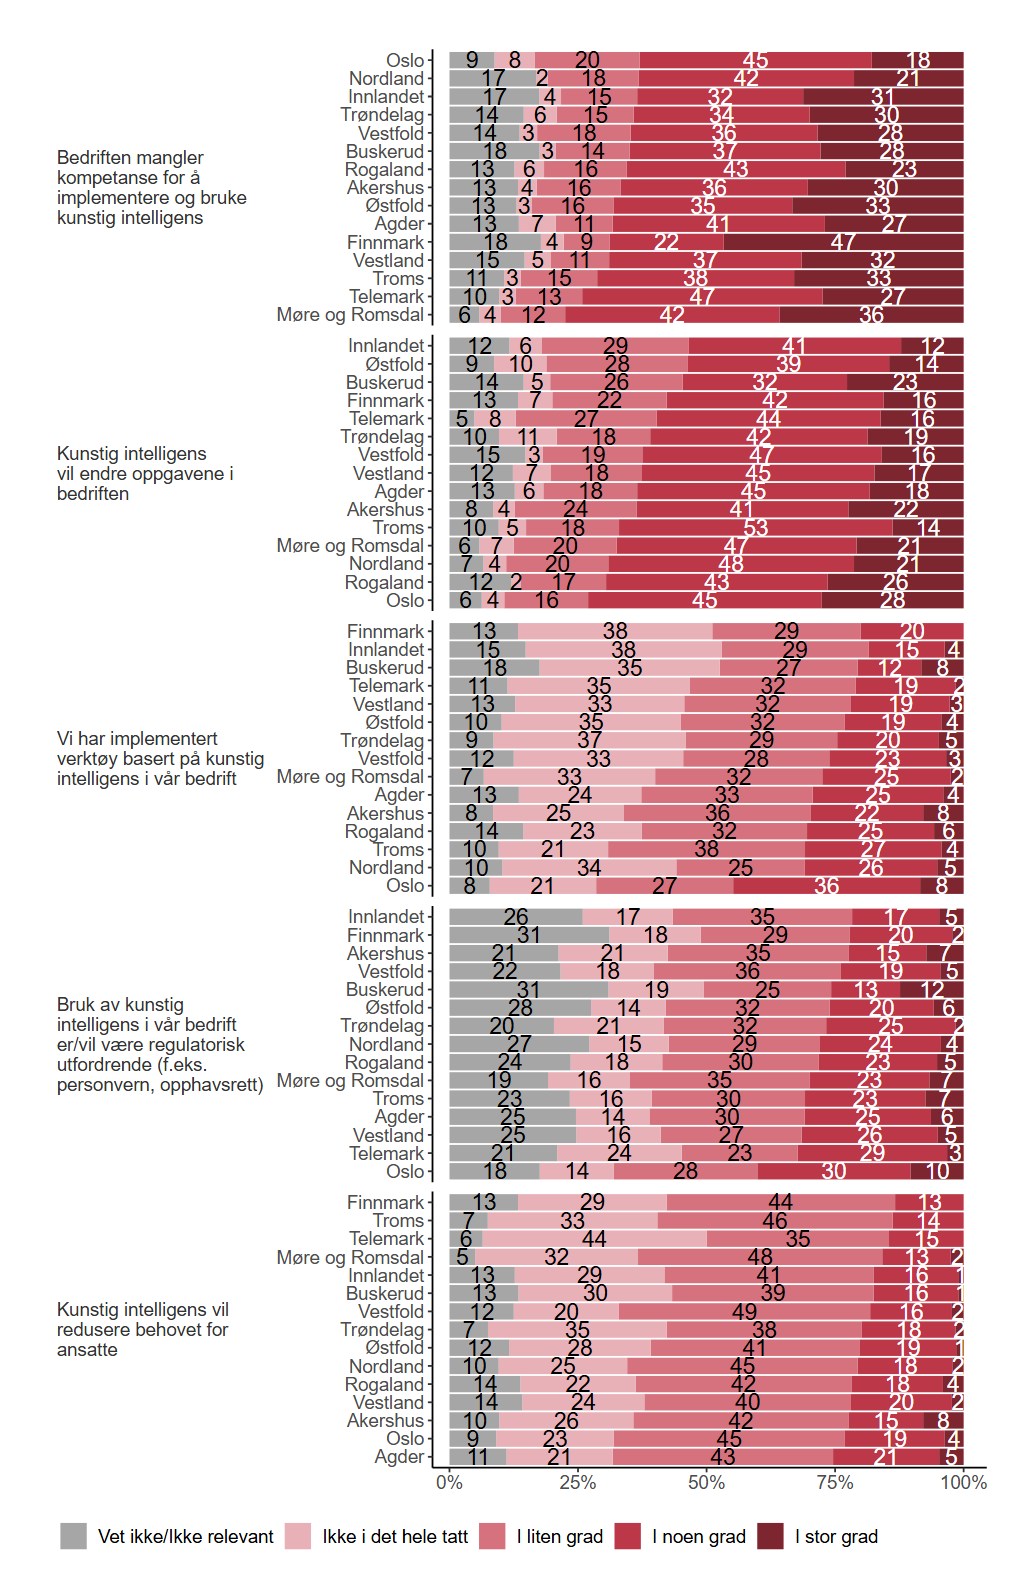 Bedriften mangler
kompetanse for å
implementere og bruke
kunstig intelligens
Oslo 9 8 20 45 18
Nordland 17 2 18 42 21
Innlandet 17 4 15 32 31
Trøndelag 14 6 15 34 30
Vestfold 14 3 18 36 28
Buskerud 18 3 14 37 28
Rogaland 13 6 16 43 23
Akershus 13 4 16 36 30
Østfold 13 3 16 35 33
Agder 13 7 11 41 27
Finnmark 18 4 9 22 47
Vestland 15 5 11 37 32
Troms 11 3 15 38 33
Telemark 10 3 13 47 27
Møre og Romsdal 6 4 12 42 36
Kunstig intelligens
vil endre oppgavene i
bedriften
Innlandet 12 6 29 41 12
Østfold 9 10 28 39 14
Buskerud 14 5 26 32 23
Finnmark 13 7 22 42 16
Telemark 5 8 27 44 16
Trøndelag 10 11 18 42 19
Vestfold 15 3 19 47 16
Vestland 12 7 18 45 17
Agder 13 6 18 45 18
Akershus 8 4 24 41 22
Troms 10 5 18 53 14
Møre og Romsdal 6 7 20 47 21
Nordland 7 4 20 48 21
Rogaland 12 2 17 43 26
Oslo 6 4 16 45 28
Vi har implementert
verktøy basert på kunstig
intelligens i vår bedrift
Finnmark 13 38 29 20
Innlandet 15 38 29 15 4
Buskerud 18 35 27 12 8
Telemark 11 35 32 19 2
Vestland 13 33 32 19 3
Østfold 10 35 32 19 4
Trøndelag 9 37 29 20 5
Vestfold 12 33 28 23 3
Møre og Romsdal 7 33 32 25 2
Agder 13 24 33 25 4
Akershus 8 25 36 22 8
Rogaland 14 23 32 25 6
Troms 10 21 38 27 4
Nordland 10 34 25 26 5
Oslo 8 21 27 36 8
Bruk av kunstig
intelligens i vår bedrift
er/vil være regulatorisk
utfordrende (f.eks.
personvern, opphavsrett)
Innlandet 26 17 35 17 5
Finnmark 31 18 29 20 2
Akershus 21 21 35 15 7
Vestfold 22 18 36 19 5
Buskerud 31 19 25 13 12
Østfold 28 14 32 20 6
Trøndelag 20 21 32 25 2
Nordland 27 15 29 24 4
Rogaland 24 18 30 23 5
Møre og Romsdal 19 16 35 23 7
Troms 23 16 30 23 7
Agder 25 14 30 25 6
Vestland 25 16 27 26 5
Telemark 21 24 23 29 3
Oslo 18 14 28 30 10
Kunstig intelligens vil
redusere behovet for
ansatte
Finnmark 13 29 44 13
Troms 7 33 46 14
Telemark 6 44 35 15
Møre og Romsdal 5 32 48 13 2
Innlandet 13 29 41 16 1
Buskerud 13 30 39 16 1
Vestfold 12 20 49 16 2
Trøndelag 7 35 38 18 2
Østfold 12 28 41 19 1
Nordland 10 25 45 18 2
Rogaland 14 22 42 18 4
Vestland 14 24 40 20 2
Akershus 10 26 42 15 8
Oslo 9 23 45 19 4
Agder 11 21 43 21 5
0% 25% 50% 75% 100%
Vet ikke/Ikke relevant Ikke i det hele tatt I liten grad I noen grad I stor grad